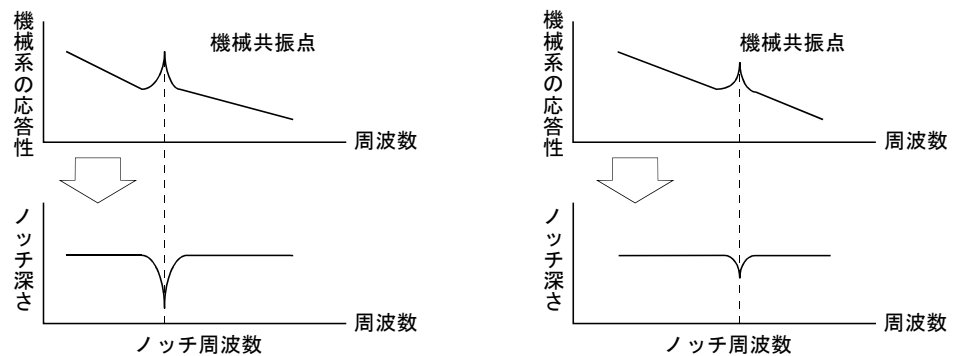 機械系の応答性
機械共振点
周波数
ノッチ深さ
周波数
ノッチ周波数
機械系の応答性
機械共振点
周波数
ノッチ深さ
周波数
ノッチ周波数